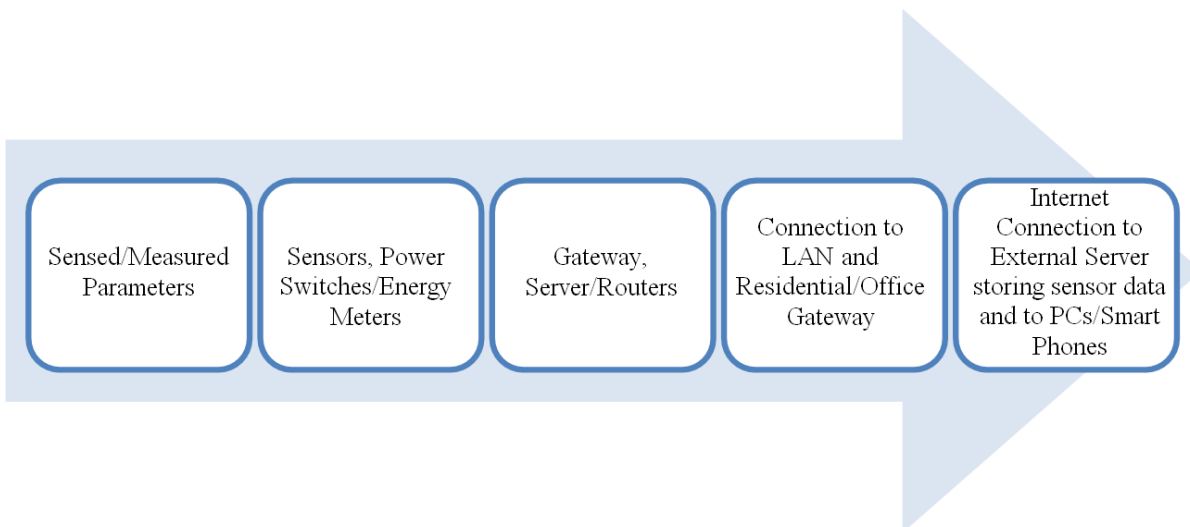 Sensed/Measured
Parameters
Sensors, Power
Switches/Energy
Meters
Gateway,
Server/Routers
Connection to
LAN and
Residential/Office
Gateway
Internet
Connection to
External Server
storing sensor data
and to PCs/Smart
Phones